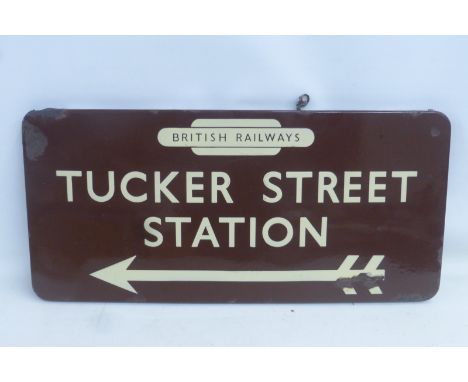 BRITISH RAILWAYS
TUCKER STREET
STATION